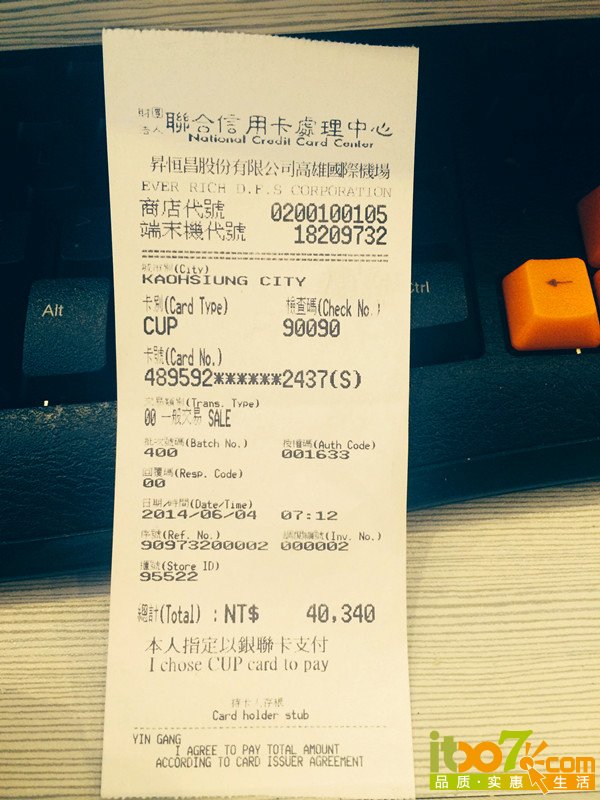 財團法人 聯合信用卡處理中心
National Credit Card Center
昇恒昌股份有限公司高雄國際機場
EVER RICH D.F.S CORPORATION
商店代號 0200100105
端末機代號 18209732
(City)
KAOHSIUNG CITY
卡別(Card Type) 檢查碼(Check No.)
CUP 90090
卡號(Card No.)
489592******2437(S)
交易類別(Trans. Type)
00 一般交易 SALE
批次號碼(Batch No.) 授權碼(Auth Code)
400 001633
回覆碼(Resp. Code)
00
日期/時間(Date/Time)
2014/06/04 07:12
序號(Ref. No.) (Inv. No.)
90973200002 000002
櫃號(Store ID)
95522
總計(Total) : NT$ 40,340
本人指定以銀聯卡支付
I chose CUP card to pay
持卡人存根
Card holder stub
YIN GANG
I AGREE TO PAY TOTAL AMOUNT
ACCORDING TO CARD ISSUER AGREEMENT
Alt
Ctrl
itbo7.com
品质·实惠 生活